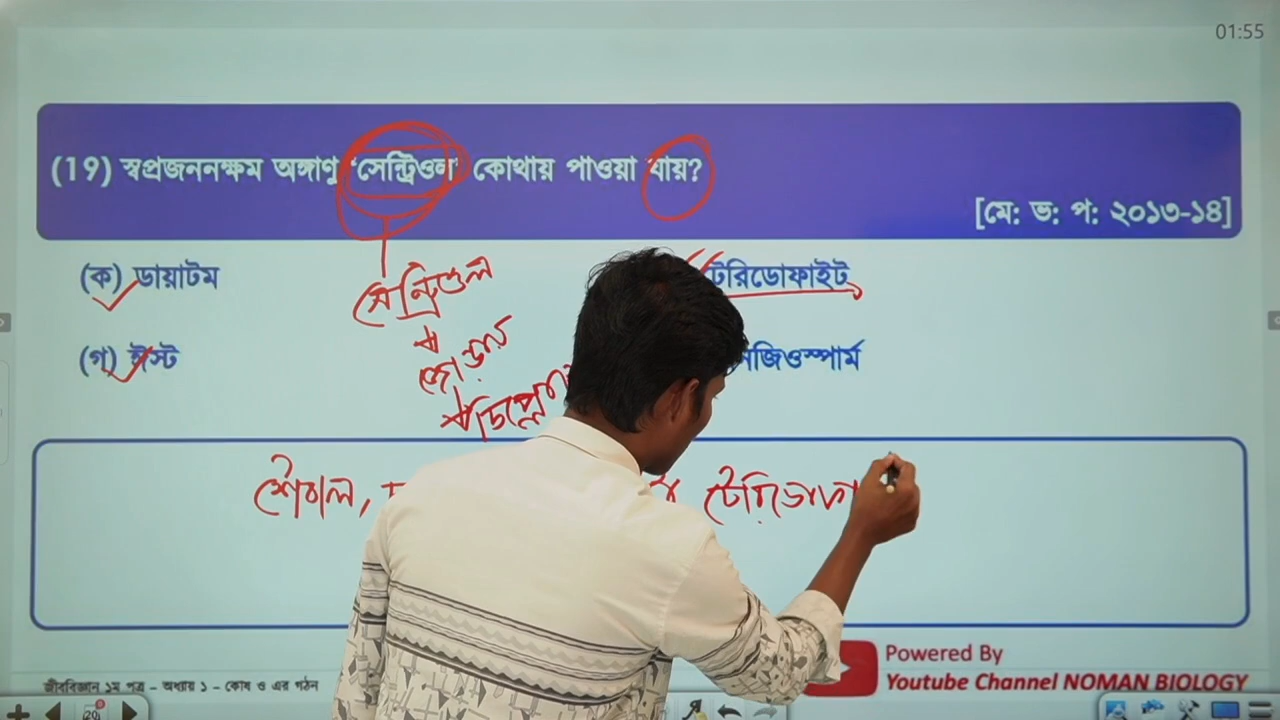 01:55
(19) স্বপ্রজননক্ষম অঙ্গাণু 'সেন্ট্রিওল' কোথায় পাওয়া যায়?
[মে: ভ: প: ২০১৩-১৪]
(ক) ডায়াটম
টেরিডোফাইট
সেন্ট্রিওল
(গ) ঈস্ট
জোড়ায়
জিওস্পার্ম
শৈবাল,
টেরিডোফা
Powered By
Youtube Channel NOMAN BIOLOGY
জীববিজ্ঞান ১ম পত্র – অধ্যায় ১ – কোষ ও এর গঠন